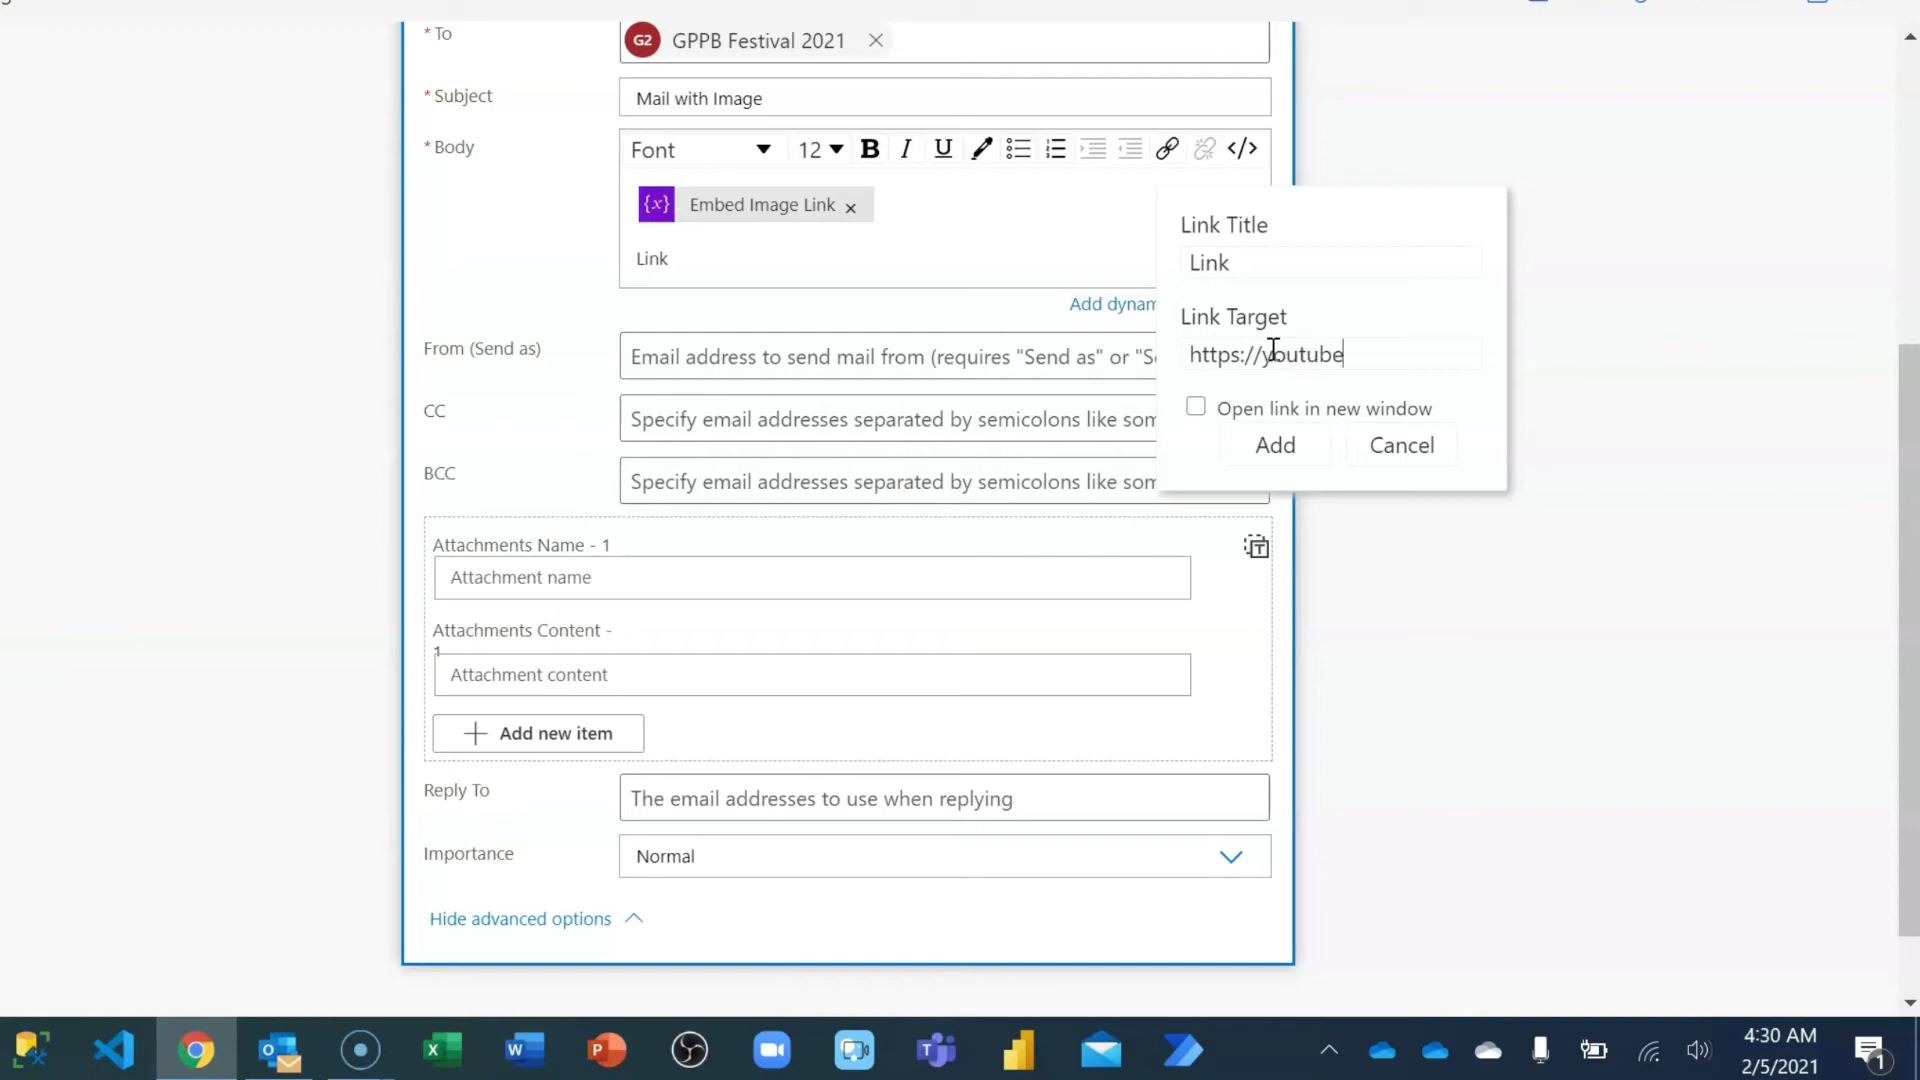 * To
G2 GPPB Festival 2021
* Subject
Mail with Image
* Body
Font
12
B I U
</>
{x} Embed Image Link
Link
Add dynam
Link Title
Link
Link Target
https://youtube
Open link in new window
Add
Cancel
From (Send as)
Email address to send mail from (requires "Send as" or "Se
CC
Specify email addresses separated by semicolons like som
BCC
Specify email addresses separated by semicolons like som
Attachments Name - 1
Attachment name
Attachments Content -
1
Attachment content
Add new item
Reply To
The email addresses to use when replying
Importance
Normal
Hide advanced options
4:30 AM
2/5/2021
1